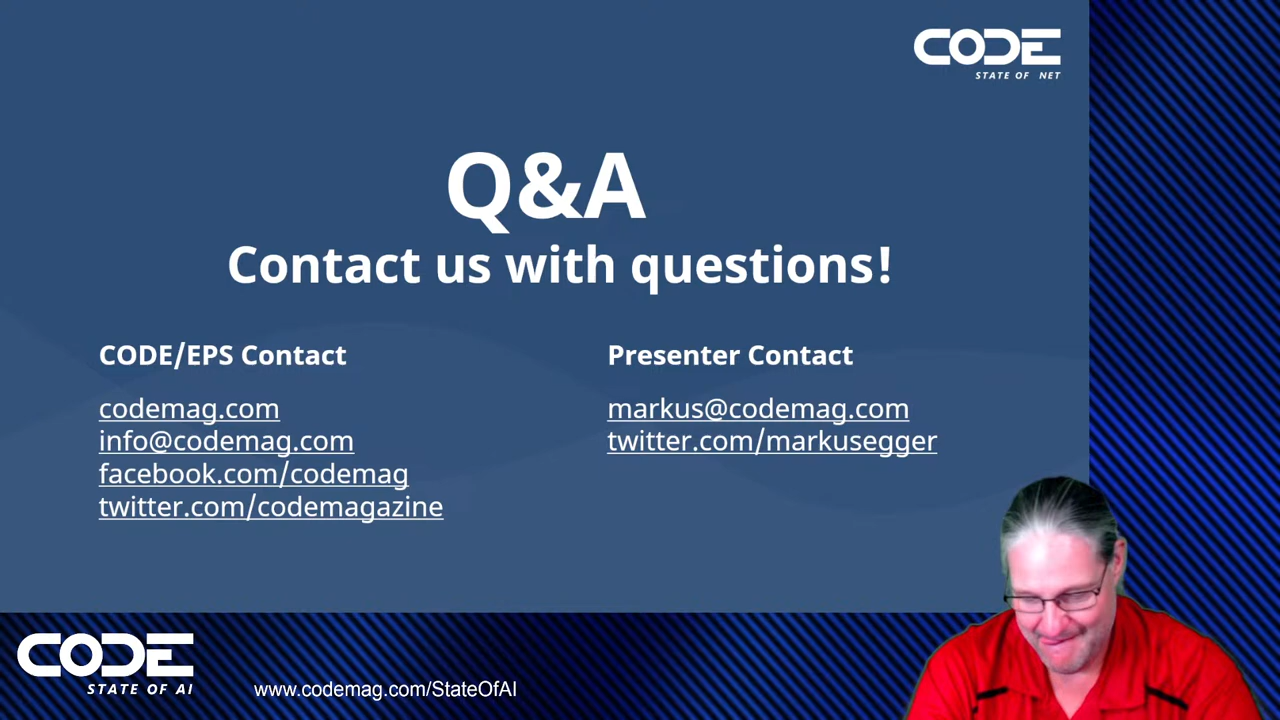 CODE
STATE OF NET
Q&A
Contact us with questions!
CODE/EPS Contact
codemag.com
info@codemag.com
facebook.com/codemag
twitter.com/codemagazine
Presenter Contact
markus@codemag.com
twitter.com/markusegger
CODE
STATE OF AI
www.codemag.com/StateOfAI